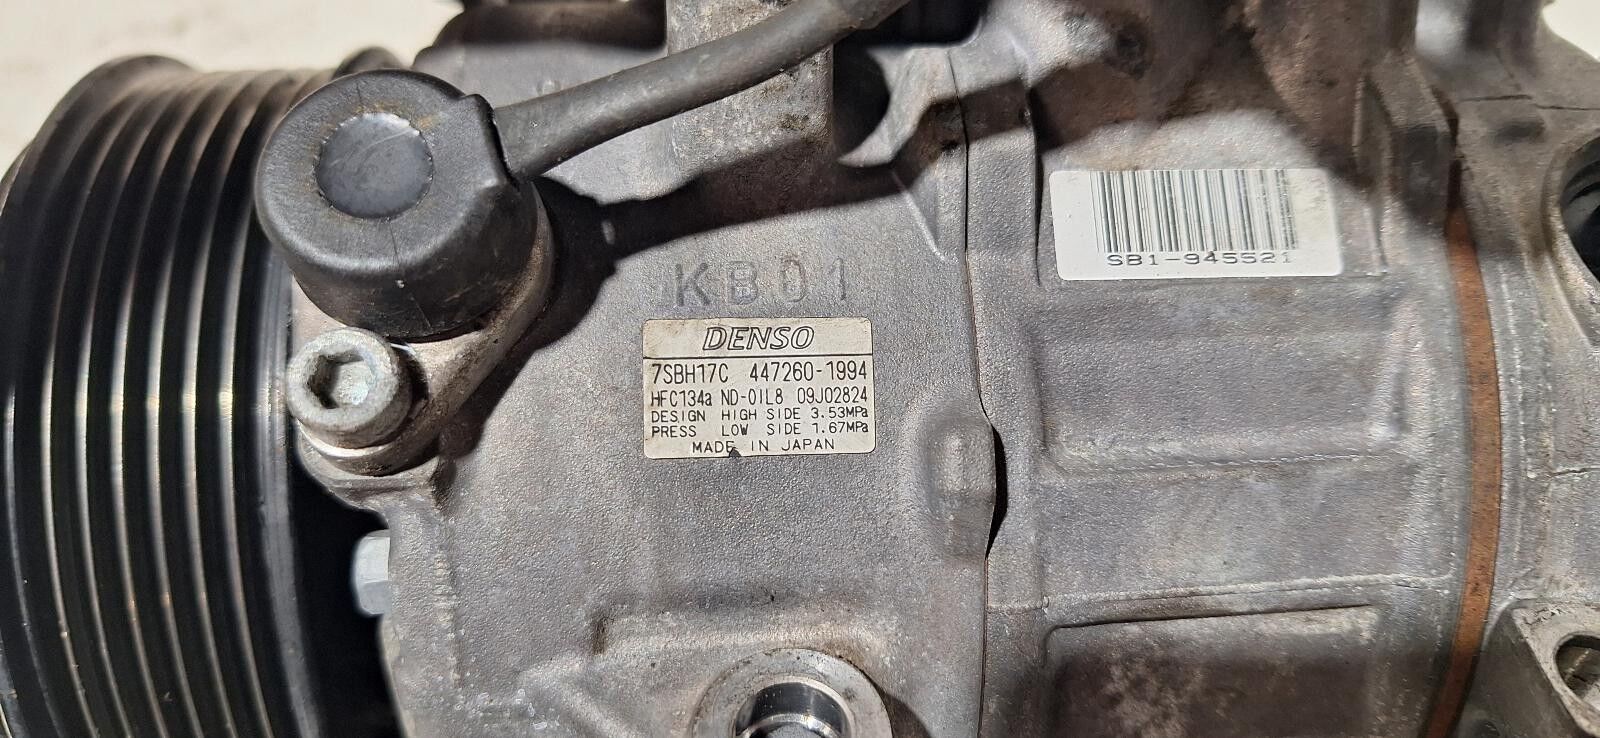 SB1-945521
KB01
DENSO
7SBH17C 447260-1994
HFC134a ND-OIL8 09J02824
DESIGN HIGH SIDE 3.53MPa
PRESS LOW SIDE 1.67MPa
MADE IN JAPAN